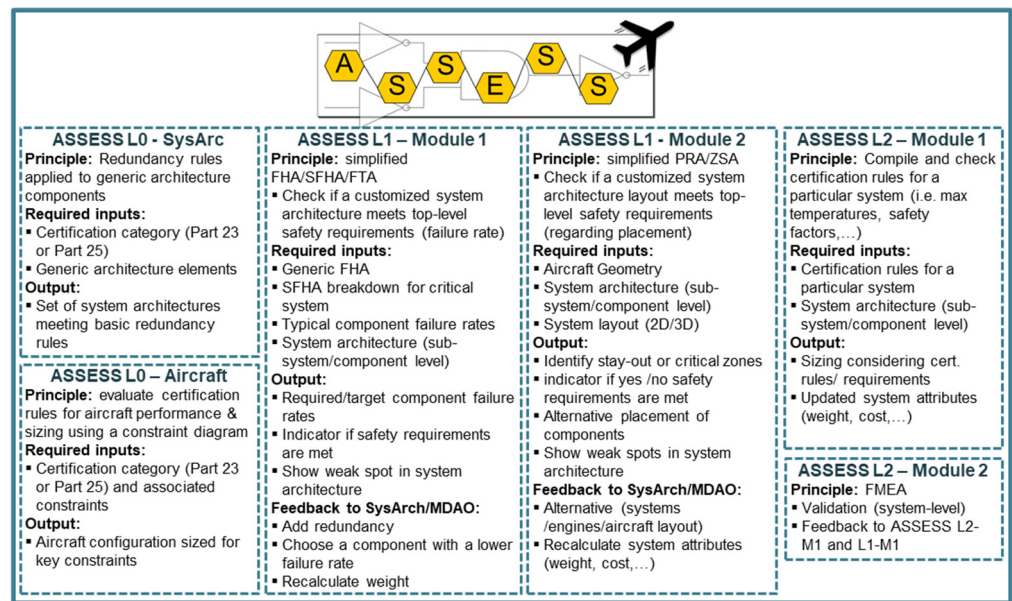 A S S E S S
ASSESS L0 - SysArc
Principle: Redundancy rules
applied to generic architecture
components
Required inputs:
▪ Certification category (Part 23
or Part 25)
▪ Generic architecture elements
Output:
▪ Set of system architectures
meeting basic redundancy
rules
ASSESS L0 – Aircraft
Principle: evaluate certification
rules for aircraft performance &
sizing using a constraint diagram
Required inputs:
▪ Certification category (Part 23
or Part 25) and associated
constraints
Output:
▪ Aircraft configuration sized for
key constraints
ASSESS L1 – Module 1
Principle: simplified
FHA/SFHA/FTA
▪ Check if a customized system
architecture meets top-level
safety requirements (failure rate)
Required inputs:
▪ Generic FHA
▪ SFHA breakdown for critical
system
▪ Typical component failure rates
▪ System architecture (sub-
system/component level)
Output:
▪ Required/target component failure
rates
▪ Indicator if safety requirements
are met
▪ Show weak spot in system
architecture
Feedback to SysArch/MDAO:
▪ Add redundancy
▪ Choose a component with a lower
failure rate
▪ Recalculate weight
ASSESS L1 - Module 2
Principle: simplified PRA/ZSA
▪ Check if a customized system
architecture layout meets top-
level safety requirements
(regarding placement)
Required inputs:
▪ Aircraft Geometry
▪ System architecture (sub-
system/component level)
▪ System layout (2D/3D)
Output:
▪ Identify stay-out or critical zones
▪ indicator if yes /no safety
requirements are met
▪ Alternative placement of
components
▪ Show weak spots in system
architecture
Feedback to SysArch/MDAO:
▪ Alternative (systems
/engines/aircraft layout)
▪ Recalculate system attributes
(weight, cost,…)
ASSESS L2 – Module 1
Principle: Compile and check
certification rules for a
particular system (i.e. max
temperatures, safety
factors,…)
Required inputs:
▪ Certification rules for a
particular system
▪ System architecture (sub-
system/component level)
Output:
▪ Sizing considering cert.
rules/ requirements
▪ Updated system attributes
(weight, cost,…)
ASSESS L2 – Module 2
Principle: FMEA
▪ Validation (system-level)
▪ Feedback to ASSESS L2-
M1 and L1-M1